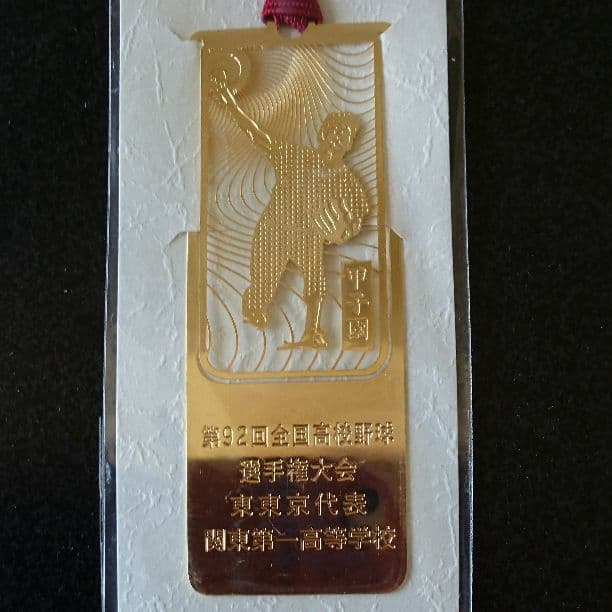 甲子園
第92回全国高校野球
選手権大会
東東京代表
関東第一高等学校